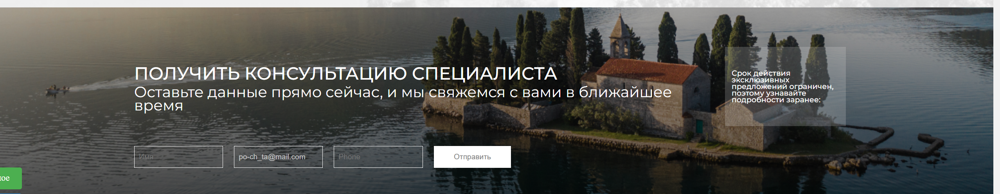 ПОЛУЧИТЬ КОНСУЛЬТАЦИЮ СПЕЦИАЛИСТА
Оставьте данные прямо сейчас, и мы свяжемся с вами в ближайшее
время
Срок действия
эксклюзивных
предложений ограничен,
поэтому узнавайте
подробности заранее:
Имя
po-ch_ta@mail.com
Phone
Отправить